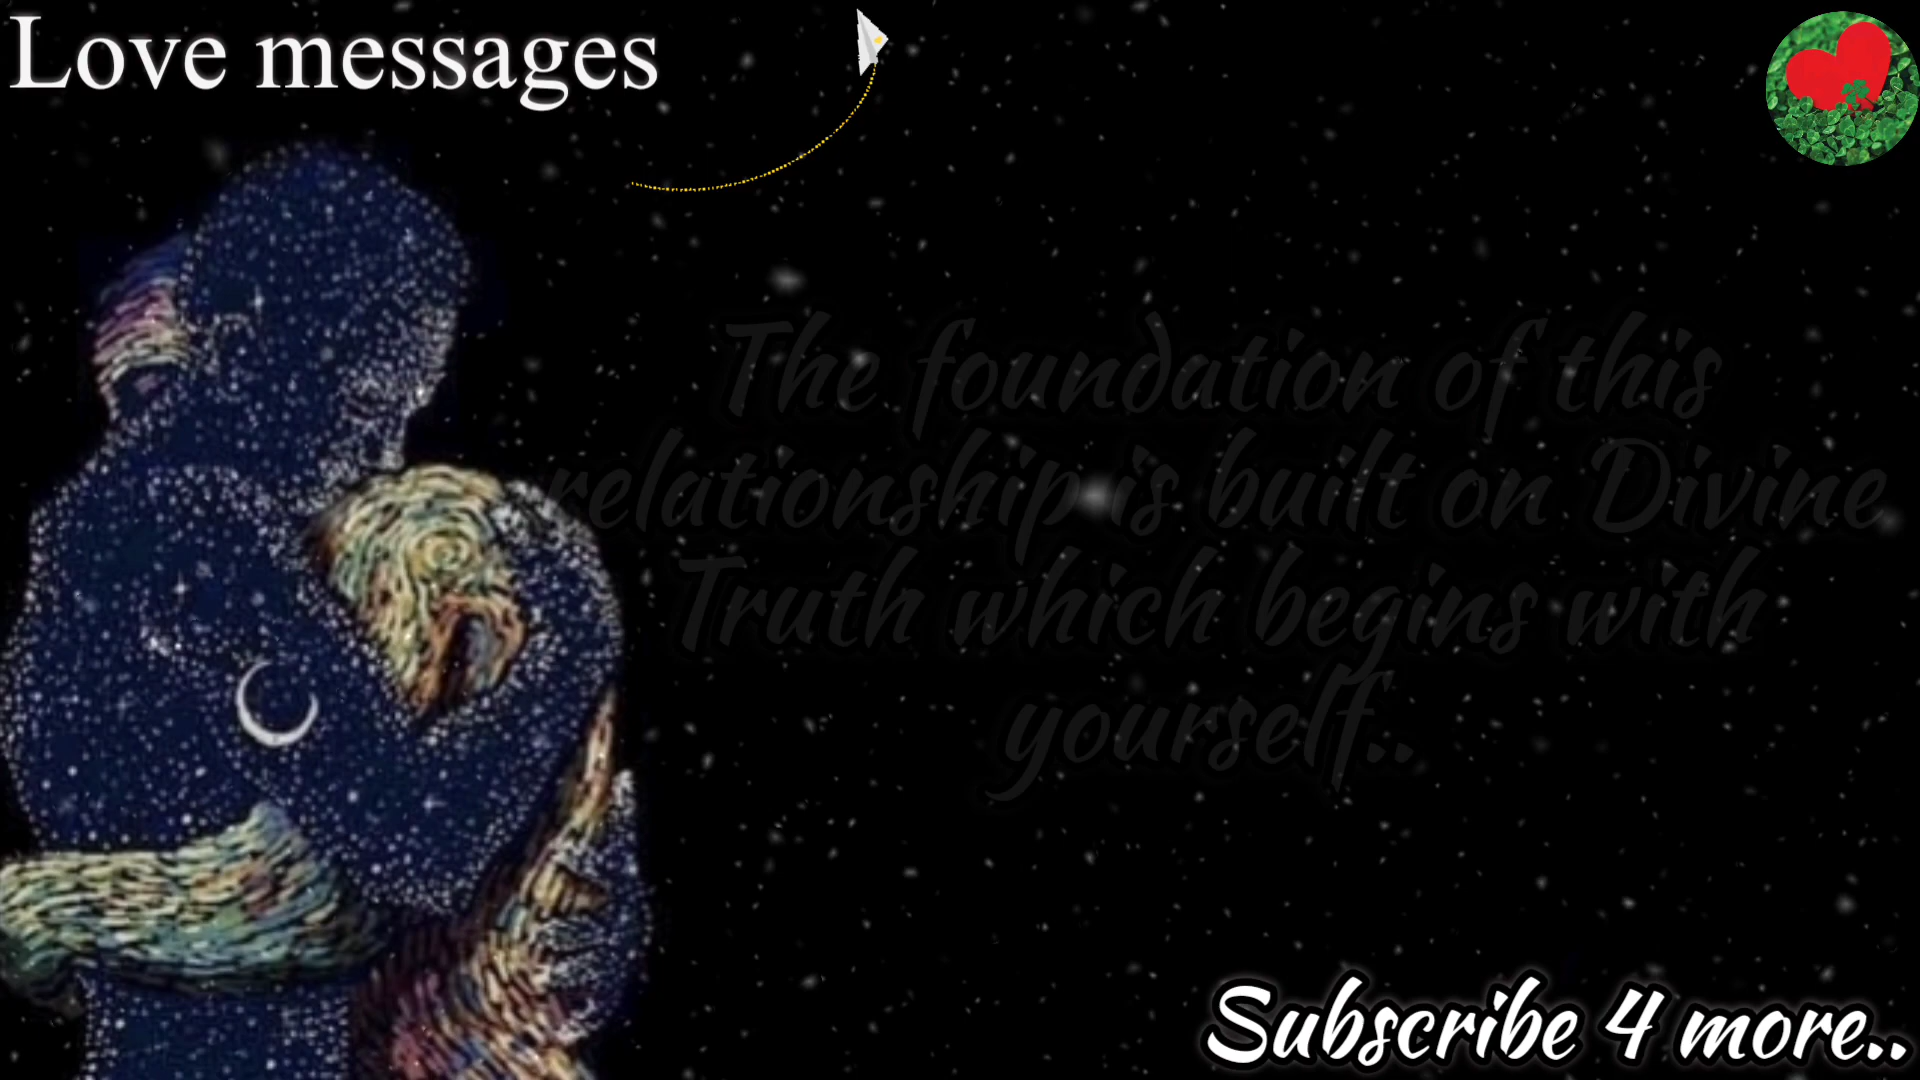 Love messages
The foundation of this
relationship is built on Divine
Truth which begins with
yourself..
Subscribe 4 more..